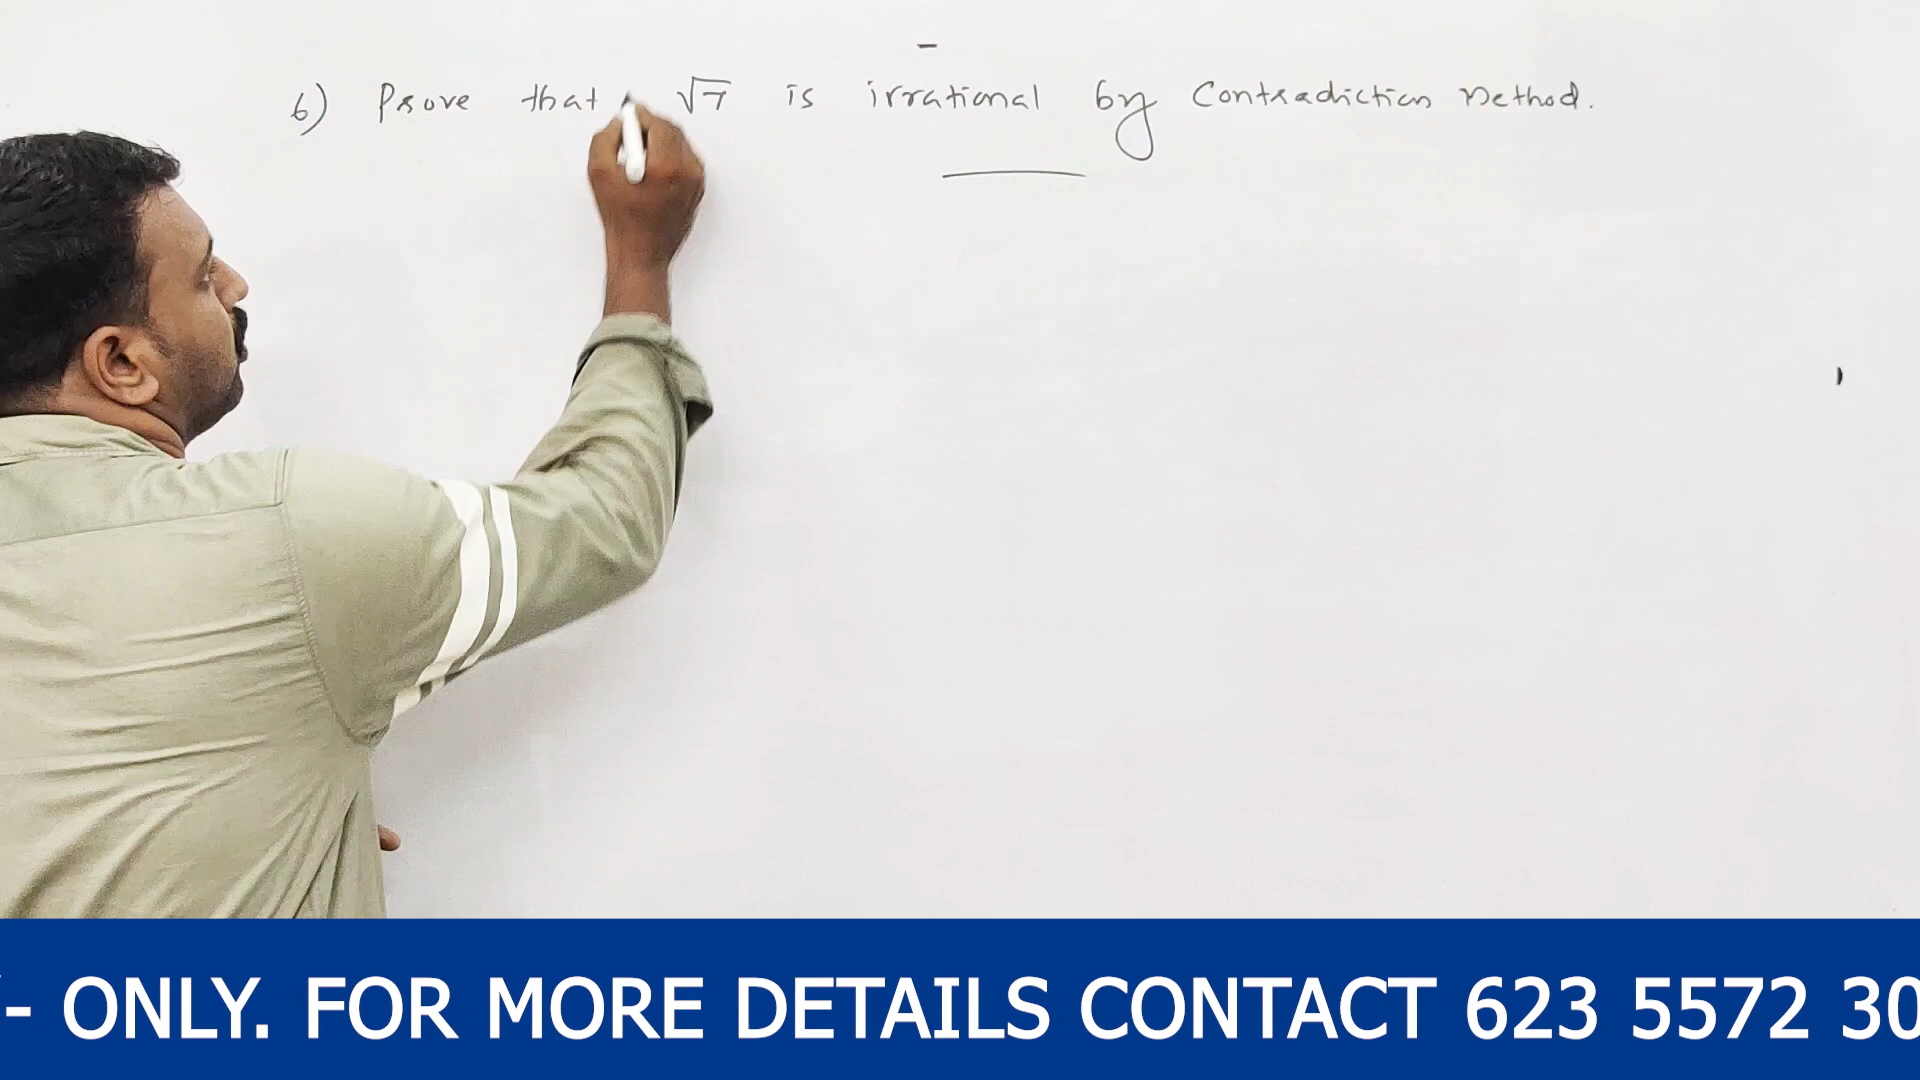 6) Prove that √7 is irrational by Contradiction Method.
- ONLY. FOR MORE DETAILS CONTACT 623 5572 30